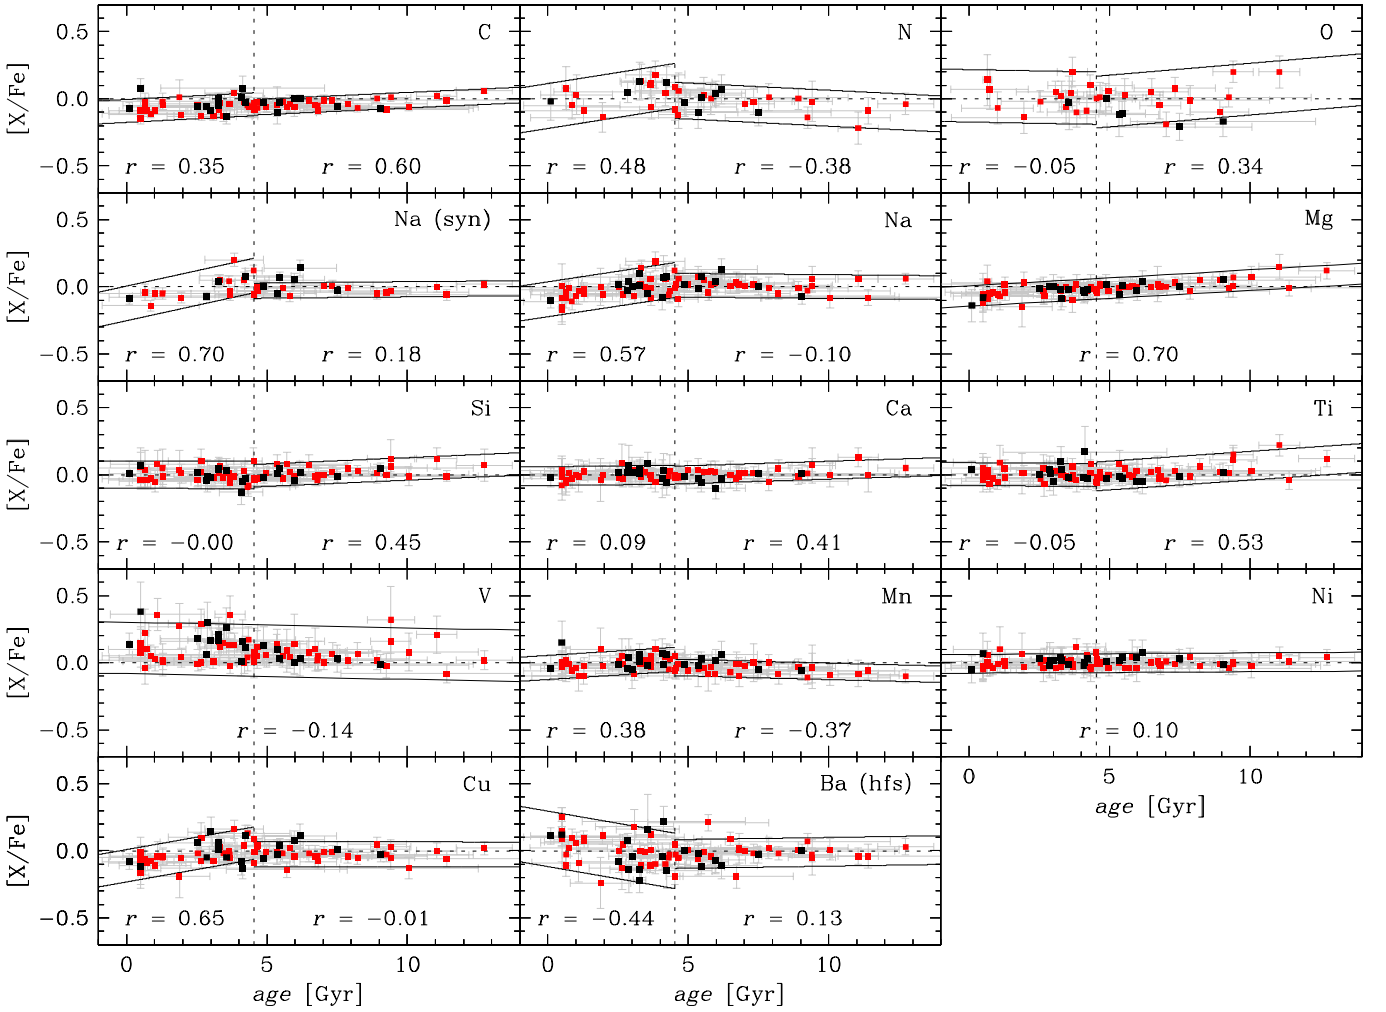 C N O
0.5
[X/Fe] 0.0
−0.5 r = 0.35 r = 0.60 r = 0.48 r = −0.38 r = −0.05 r = 0.34
Na (syn) Na Mg
0.5
[X/Fe] 0.0
−0.5 r = 0.70 r = 0.18 r = 0.57 r = −0.10 r = 0.70
Si Ca Ti
0.5
[X/Fe] 0.0
−0.5 r = −0.00 r = 0.45 r = 0.09 r = 0.41 r = −0.05 r = 0.53
V Mn Ni
0.5
[X/Fe] 0.0
−0.5 r = −0.14 r = 0.38 r = −0.37 r = 0.10
0 5 10
age [Gyr]
Cu Ba (hfs)
0.5
[X/Fe] 0.0
−0.5 r = 0.65 r = −0.01 r = −0.44 r = 0.13
0 5 10 0 5 10
age [Gyr] age [Gyr]